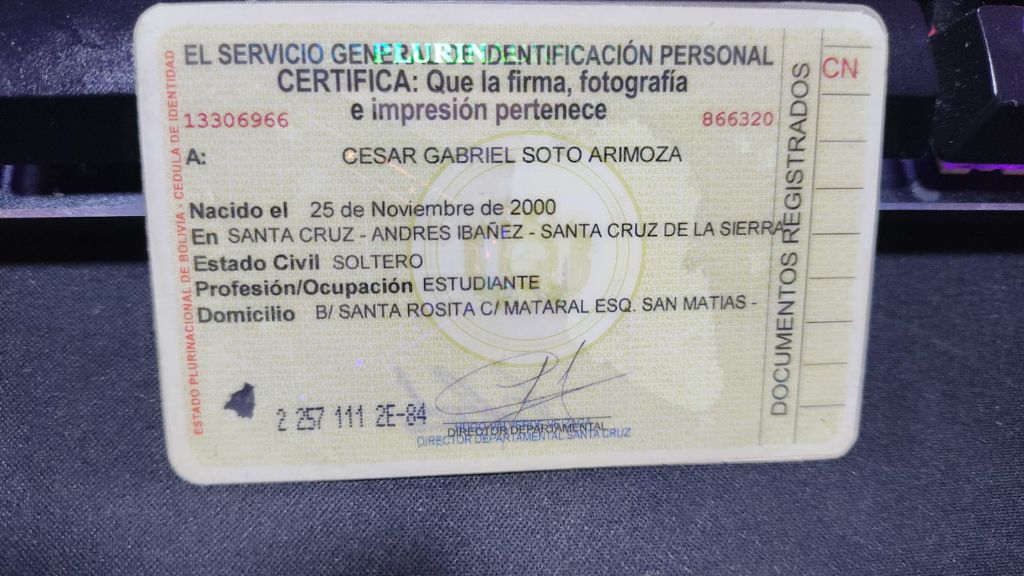 EL SERVICIO GENERAL DE IDENTIFICACIÓN PERSONAL
PLURIN
CERTIFICA: Que la firma, fotografía
e impresión pertenece
13306966
866320
A: CESAR GABRIEL SOTO ARIMOZA
Nacido el 25 de Noviembre de 2000
En SANTA CRUZ - ANDRES IBAÑEZ - SANTA CRUZ DE LA SIERRA
Estado Civil SOLTERO
Profesión/Ocupación ESTUDIANTE
Domicilio B/ SANTA ROSITA C/ MATARAL ESQ. SAN MATIAS -
2 257 111 2E-84
DIRECTOR DEPARTAMENTAL
DIRECTOR DEPARTAMENTAL SANTA CRUZ
ESTADO PLURINACIONAL DE BOLIVIA - CEDULA DE IDENTIDAD
DOCUMENTOS REGISTRADOS
CN